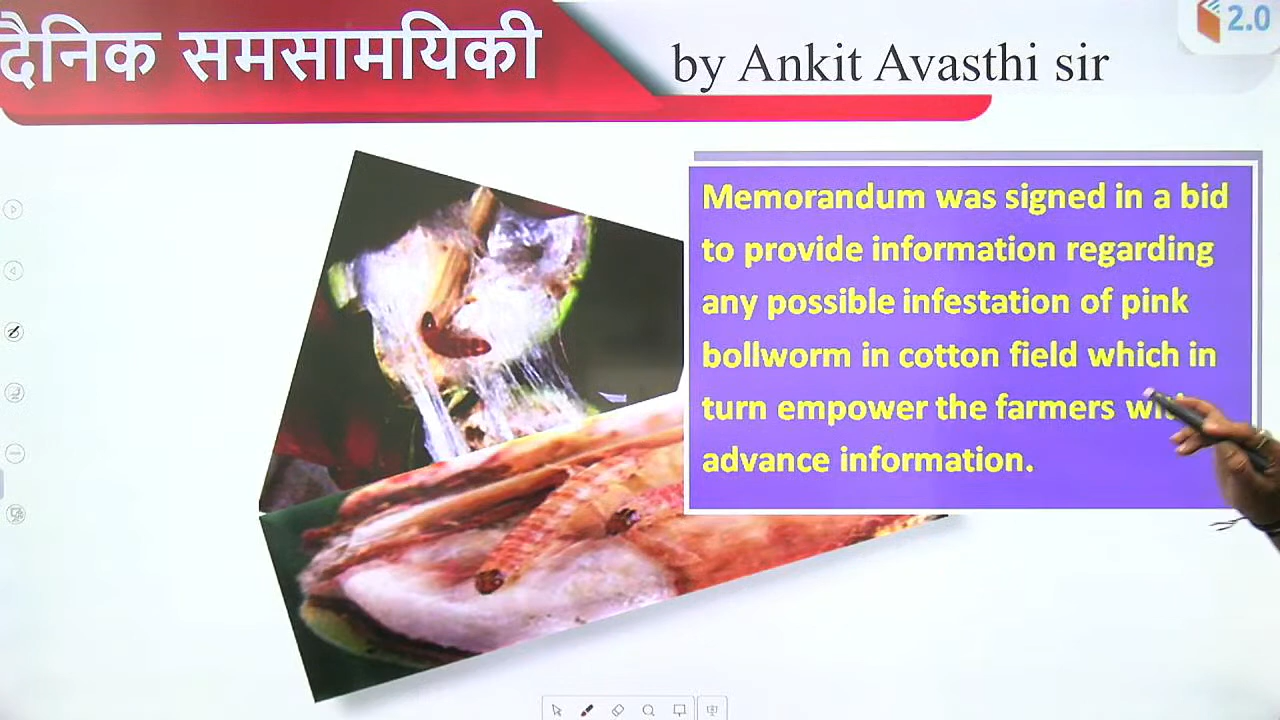 दैनिक समसामयिकी
by Ankit Avasthi sir
2.0
Memorandum was signed in a bid
to provide information regarding
any possible infestation of pink
bollworm in cotton field which in
turn empower the farmers with
advance information.